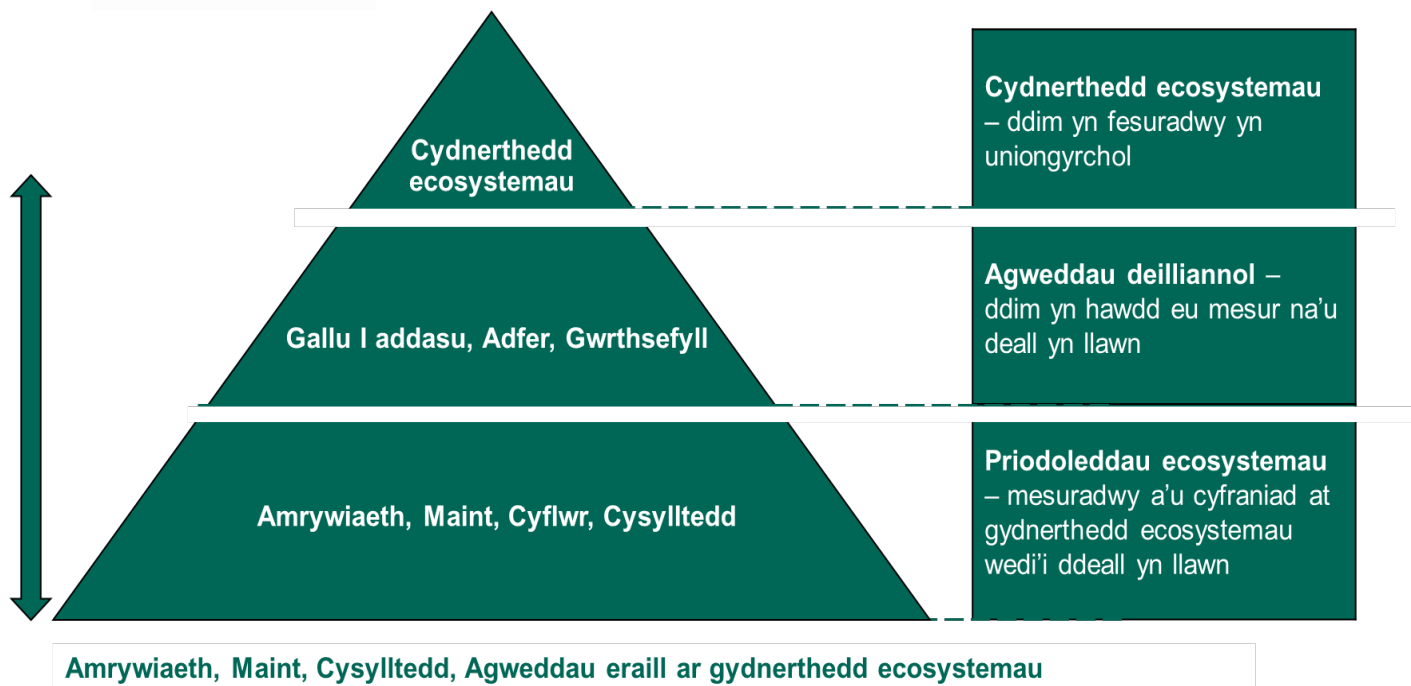 Cydnerthedd
ecosystemau
Gallu I addasu, Adfer, Gwrthsefyll
Amrywiaeth, Maint, Cyflwr, Cysylltedd
Cydnerthedd ecosystemau
– ddim yn fesuradwy yn
uniongyrchol
Agweddau deilliannol –
ddim yn hawdd eu mesur na'u
deall yn llawn
Priodoleddau ecosystemau
– mesuradwy a'u cyfraniad at
gydnerthedd ecosystemau
wedi'i ddeall yn llawn
Amrywiaeth, Maint, Cysylltedd, Agweddau eraill ar gydnerthedd ecosystemau